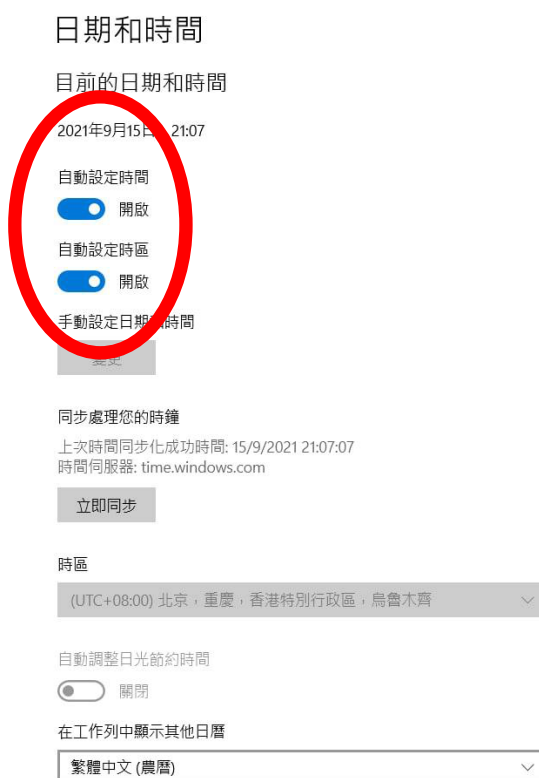 日期和時間
目前的日期和時間
2021年9月15日 21:07
自動設定時間
開啟
自動設定時區
開啟
手動設定日期和時間
變更
同步處理您的時鐘
上次時間同步化成功時間: 15/9/2021 21:07:07
時間伺服器: time.windows.com
立即同步
時區
(UTC+08:00) 北京，重慶，香港特別行政區，烏魯木齊
自動調整日光節約時間
關閉
在工作列中顯示其他日曆
繁體中文 (農曆)